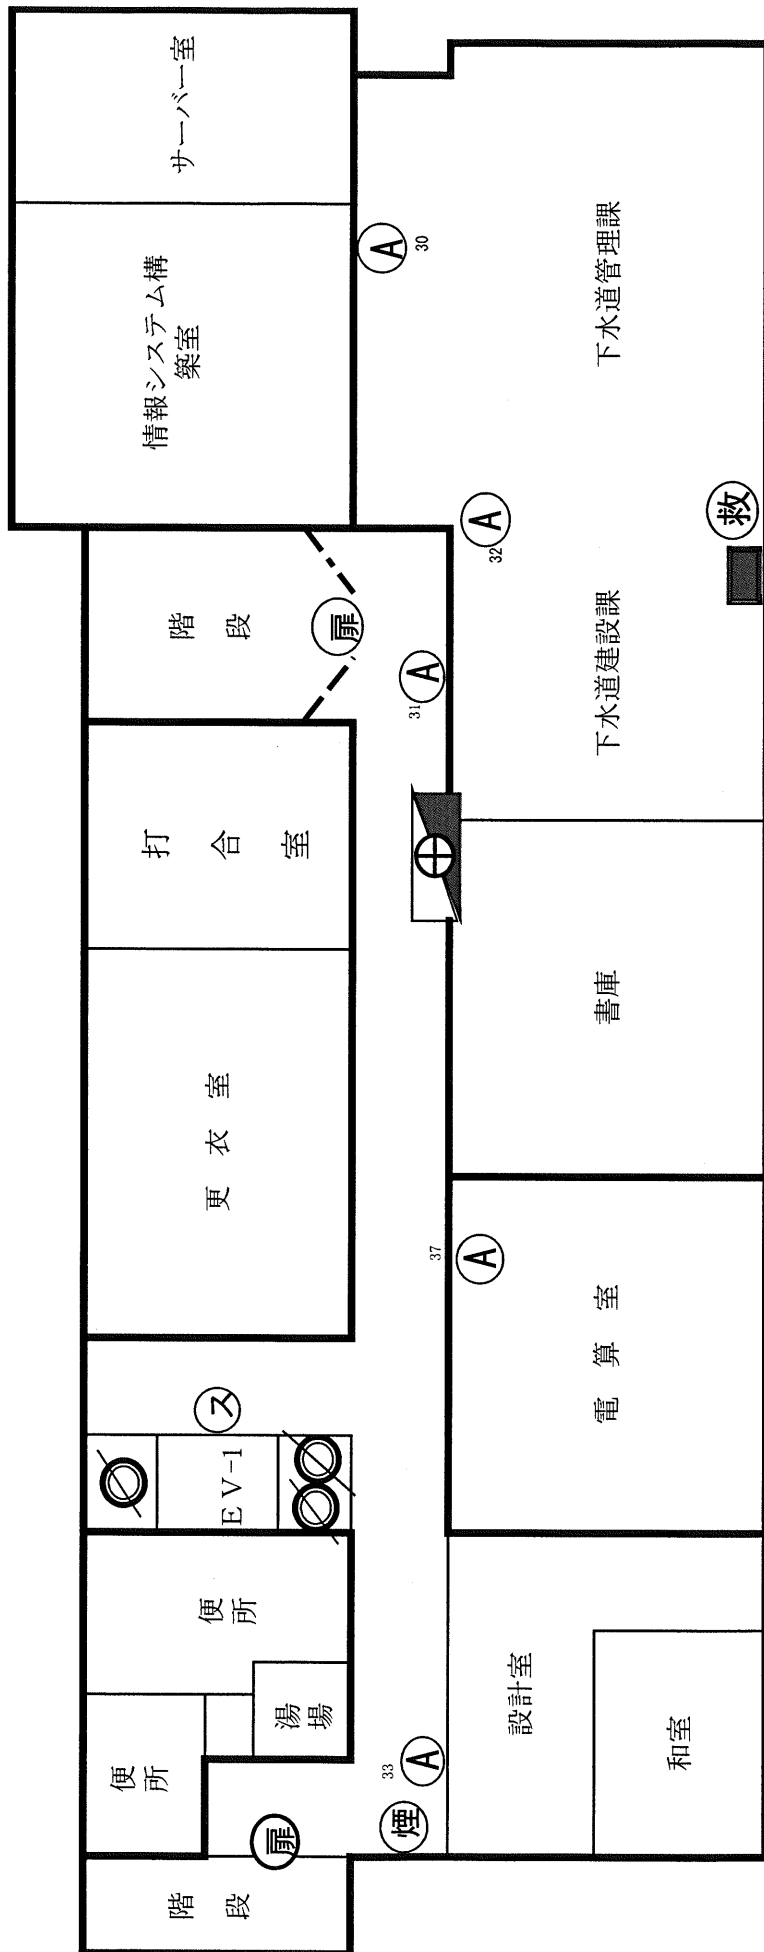 階段
便所
便所
湯場
EV-1
ス
更衣室
打合室
階段
情報システム構
築室
サーバー室
扉
扉
煙
33
A
31
A
30
A
37
A
32
A
設計室
和室
電算室
書庫
下水道建設課
下水道管理課
救